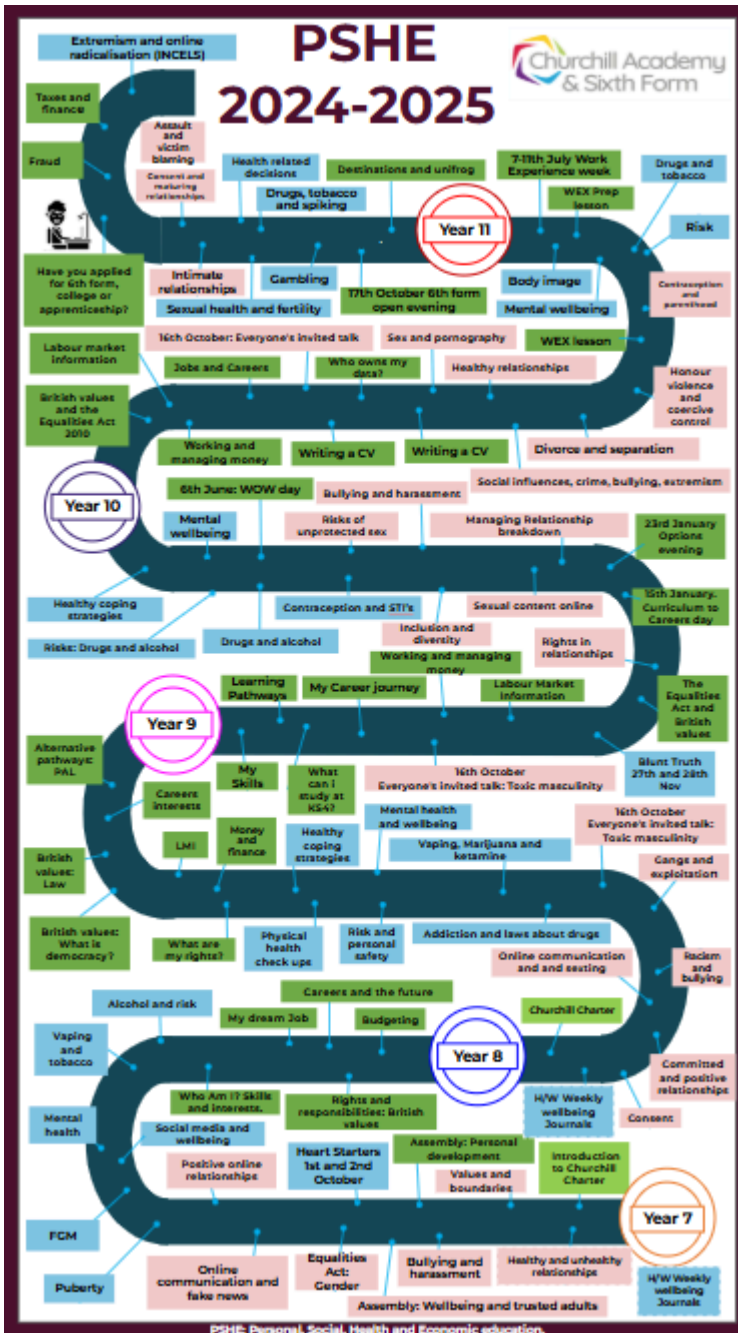 PSHE
2024-2025
Churchill Academy
& Sixth Form
Extremism and online
radicalisation (INCELS)
Taxes and
finance
Fraud
Assault
and
victim
blaming
Consent and
maturing
relationships
Health related
decisions
Drugs, tobacco
and spiking
Destinations and unifrog
7-11th July Work
Experience week
WEX Prep
lesson
Drugs and
tobacco
Risk
Year 11
Have you applied
for 6th form,
college or
apprenticeship?
Intimate
relationships
Gambling
Sexual health and fertility
17th October 6th form
open evening
Body image
Mental wellbeing
Contraception
and
parenthood
Labour market
information
16th October: Everyone's invited talk
Sex and pornography
WEX lesson
Jobs and Careers
Who owns my
data?
Healthy relationships
Honour
violence
and
coercive
control
British values
and the
Equalities Act
2010
Working and
managing money
Writing a CV
Writing a CV
Divorce and separation
Social influences, crime, bullying, extremism
Year 10
6th June: WOW day
Bullying and harassment
Mental
wellbeing
Risks of
unprotected sex
Managing Relationship
breakdown
23rd January
Options
evening
Healthy coping
strategies
Contraception and STI's
Sexual content online
15th January.
Curriculum to
Careers day
Risks: Drugs and alcohol
Drugs and alcohol
Inclusion and
diversity
Rights in
relationships
Working and managing
money
Learning
Pathways
My Career journey
Labour Market
Information
The
Equalities
Act and
British
values
Year 9
Alternative
pathways:
PAL
My
Skills
What
can i
study at
KS4?
16th October
Everyone's invited talk: Toxic masculinity
Blunt Truth
27th and 28th
Nov
Careers
interests
Mental health
and wellbeing
16th October
Everyone's invited talk:
Toxic masculinity
LMI
Money
and
finance
Healthy
coping
strategies
Vaping, Marijuana and
ketamine
Gangs and
exploitation
British
values:
Law
British values:
What is
democracy?
What are
my rights?
Physical
health
check ups
Risk and
personal
safety
Addiction and laws about drugs
Online communication
and and sexting
Racism
and
bullying
Careers and the future
Alcohol and risk
My dream Job
Budgeting
Churchill Charter
Vaping
and
tobacco
Year 8
Committed
and positive
relationships
Who Am I? Skills
and interests.
Rights and
responsibilities: British
values
H/W Weekly
wellbeing
Journals
Consent
Mental
health
Social media and
wellbeing
Positive online
relationships
Heart Starters
1st and 2nd
October
Assembly: Personal
development
Values and
boundaries
Introduction
to Churchill
Charter
Year 7
FGM
Puberty
Online
communication and
fake news
Equalities
Act:
Gender
Bullying and
harassment
Healthy and unhealthy
relationships
Assembly: Wellbeing and trusted adults
H/W Weekly
wellbeing
Journals
PSHE: Personal, Social, Health and Economic education.